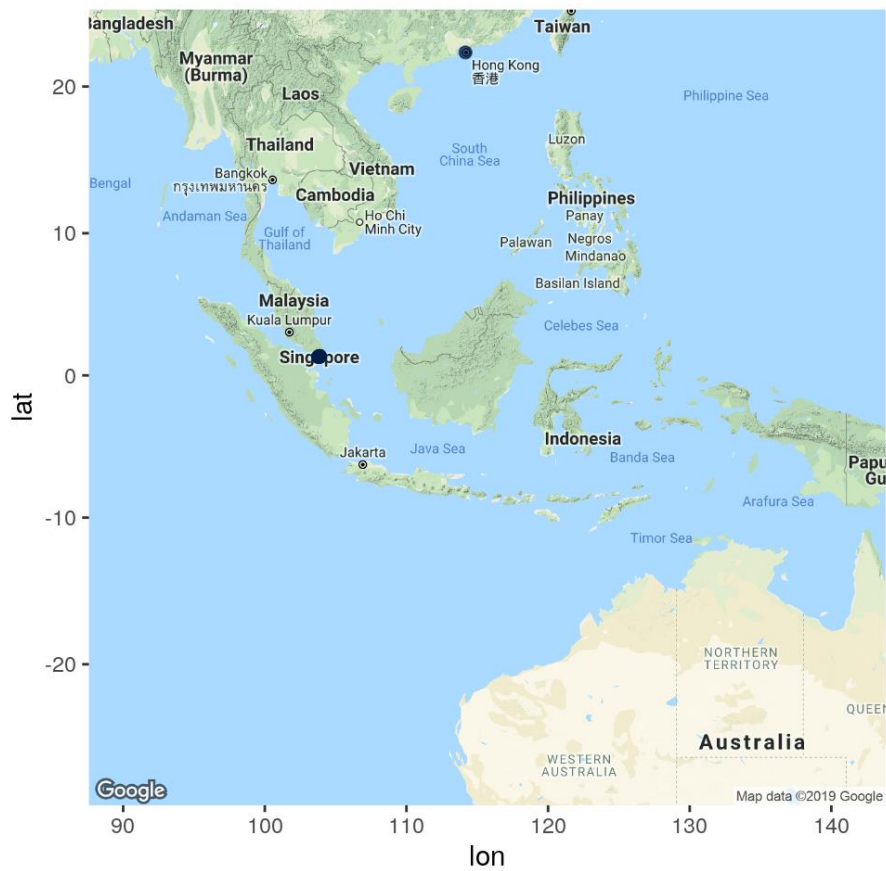 Bangladesh
Taiwan
Myanmar
(Burma)
Hong Kong
香港
20
Laos
Philippine Sea
Thailand
Luzon
South
China Sea
Vietnam
Bangkok
กรุงเทพมหานคร
Bengal
Cambodia
Philippines
Andaman Sea
Ho Chi
Minh City
Panay
10
Gulf of
Thailand
Palawan
Negros
Mindanao
Basilan Island
Malaysia
Kuala Lumpur
Celebes Sea
Singapore
0
lat
Indonesia
Java Sea
Jakarta
Banda Sea
Papu
Gu
Arafura Sea
-10
Timor Sea
NORTHERN
TERRITORY
-20
QUEEN
Australia
WESTERN
AUSTRALIA
Google
Map data ©2019 Google
90
100
110
120
130
140
lon